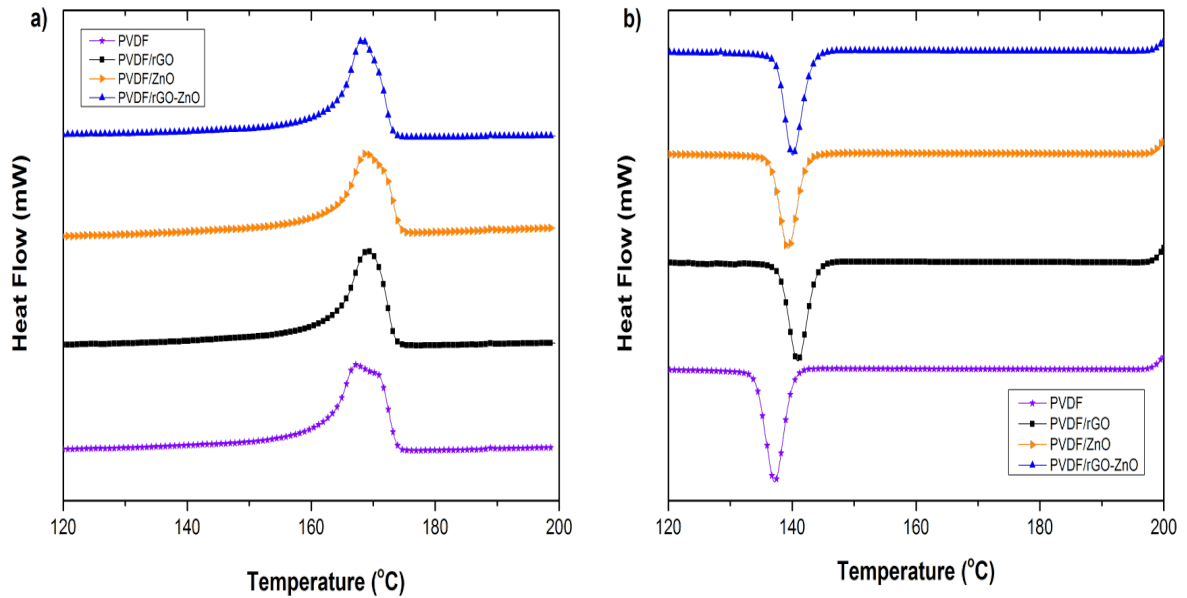 a)
PVDF
PVDF/rGO
PVDF/ZnO
PVDF/rGO-ZnO
Heat Flow (mW)
120 140 160 180 200
Temperature (°C)
b)
Heat Flow (mW)
PVDF
PVDF/rGO
PVDF/ZnO
PVDF/rGO-ZnO
120 140 160 180 200
Temperature (°C)